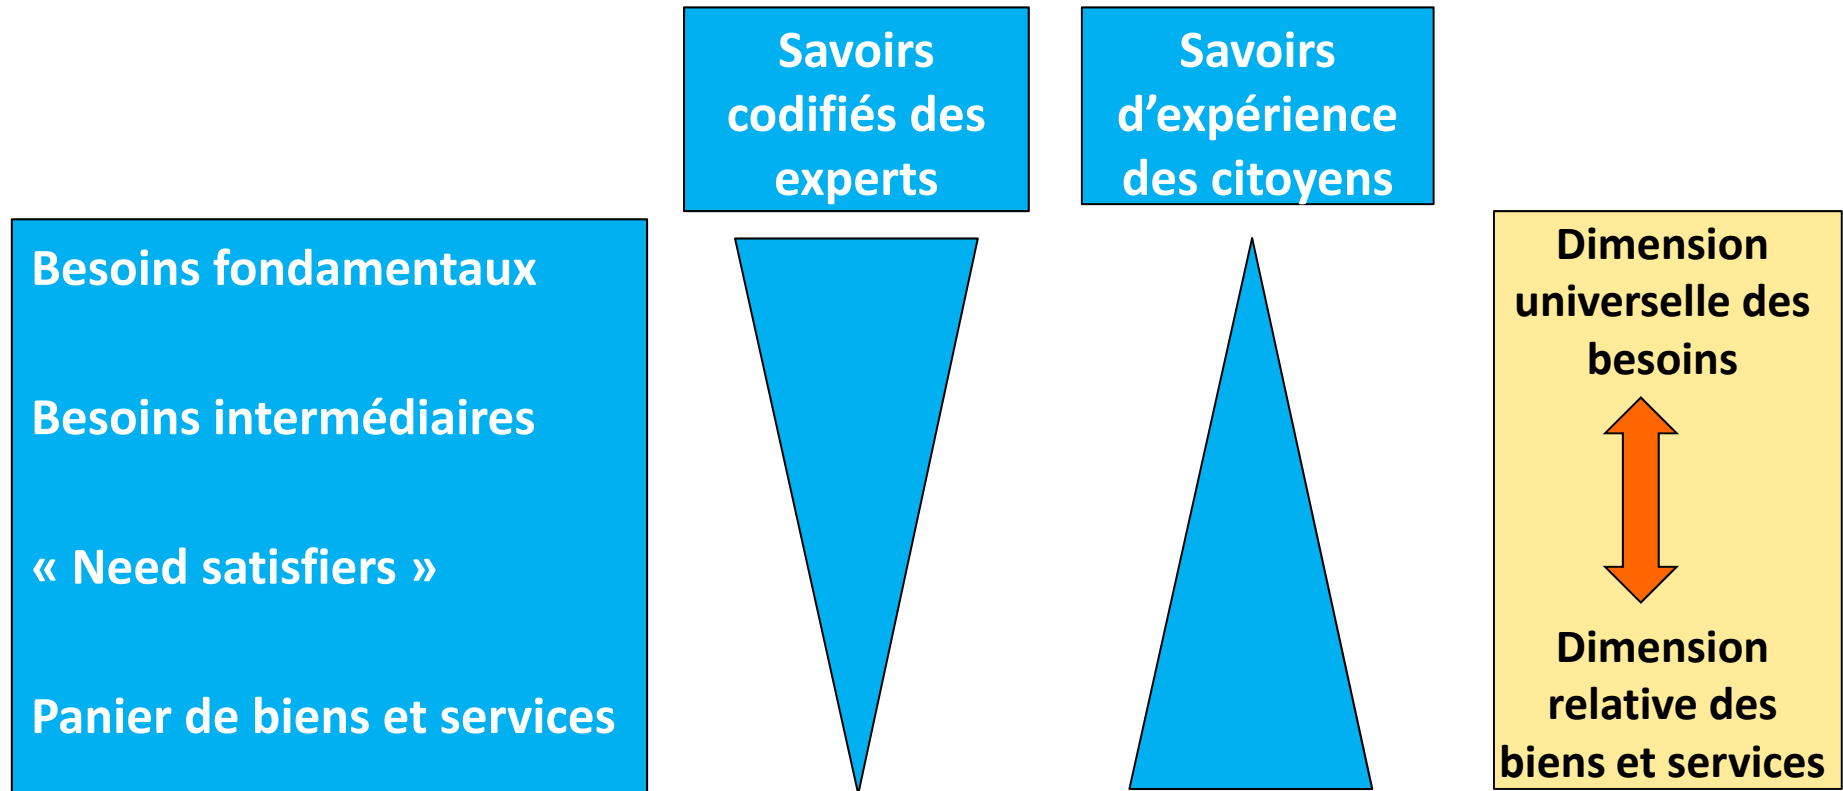 Savoirs
codifiés des
experts
Savoirs
d’expérience
des citoyens
Besoins fondamentaux
Besoins intermédiaires
« Need satisfiers »
Panier de biens et services
Dimension
universelle des
besoins
Dimension
relative des
biens et services